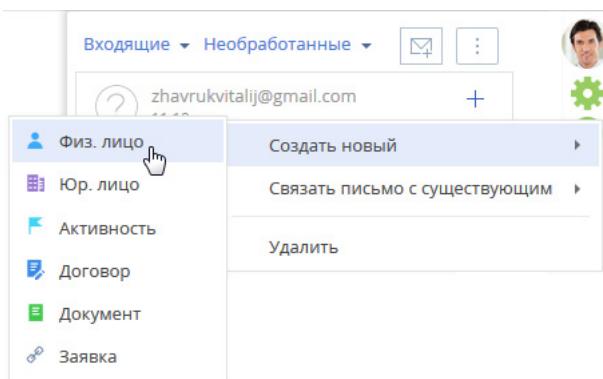 Входящие Необработанные
zhavrukvitalij@gmail.com
Физ. лицо
Создать новый
Юр. лицо
Связать письмо с существующим
Активность
Удалить
Договор
Документ
Заявка